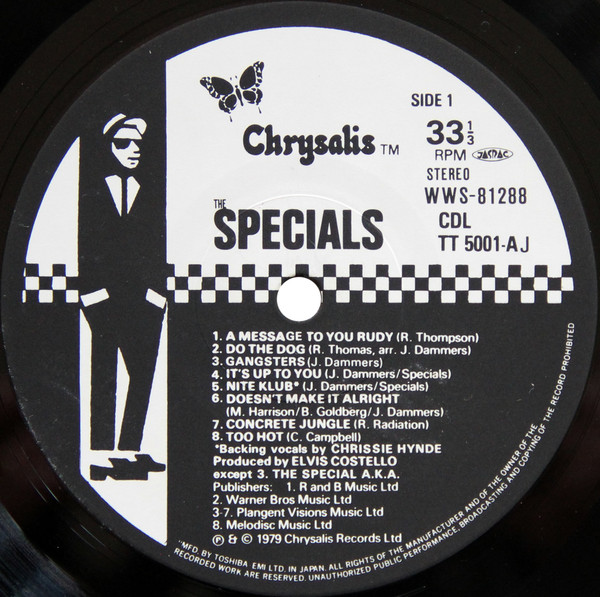 Chrysalis TM
SIDE 1
33 1/3
RPM JASRAC
STEREO
WWS-81288
CDL
TT 5001-AJ
THE
SPECIALS
1. A MESSAGE TO YOU RUDY (R. Thompson)
2. DO THE DOG (R. Thomas, arr. J. Dammers)
3. GANGSTERS (J. Dammers)
4. IT'S UP TO YOU (J. Dammers/Specials)
5. NITE KLUB* (J. Dammers/Specials)
6. DOESN'T MAKE IT ALRIGHT
(M. Harrison/B. Goldberg/J. Dammers)
7. CONCRETE JUNGLE (R. Radiation)
8. TOO HOT (C. Campbell)
*Backing vocals by CHRISSIE HYNDE
Produced by ELVIS COSTELLO
except 3. THE SPECIAL A.K.A.
Publishers: 1. R and B Music Ltd
2. Warner Bros Music Ltd
3-7. Plangent Visions Music Ltd
8. Melodisc Music Ltd
℗ & © 1979 Chrysalis Records Ltd
"MFD. BY TOSHIBA EMI LTD. IN JAPAN. ALL RIGHTS OF THE MANUFACTURER AND OF THE OWNER OF THE
RECORDED WORK ARE RESERVED. UNAUTHORIZED PUBLIC PERFORMANCE, BROADCASTING AND COPYING OF THE RECORD PROHIBITED